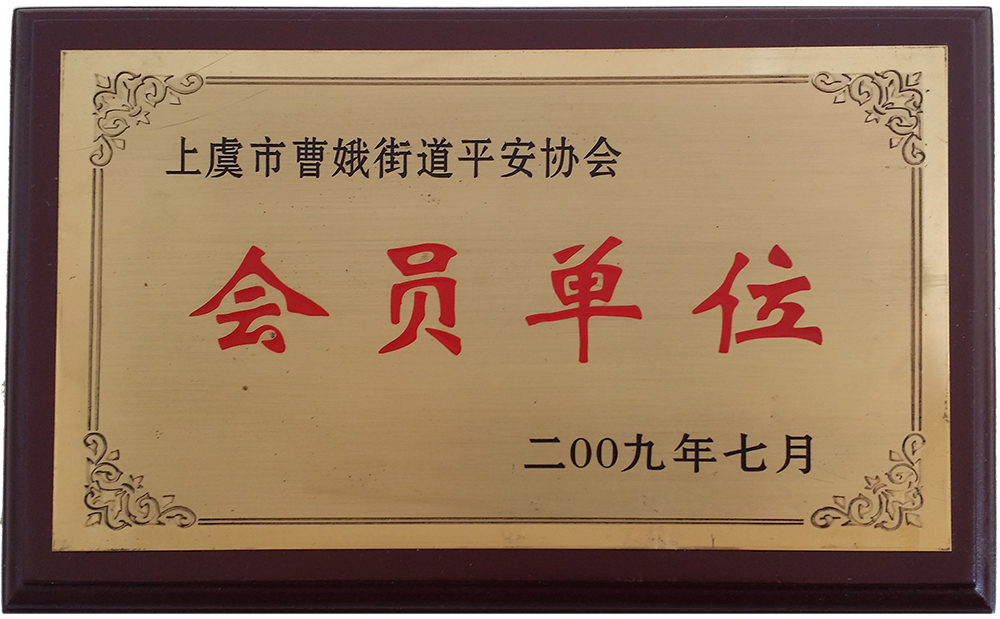 上虞市曹娥街道平安协会
会员单位
二00九年七月